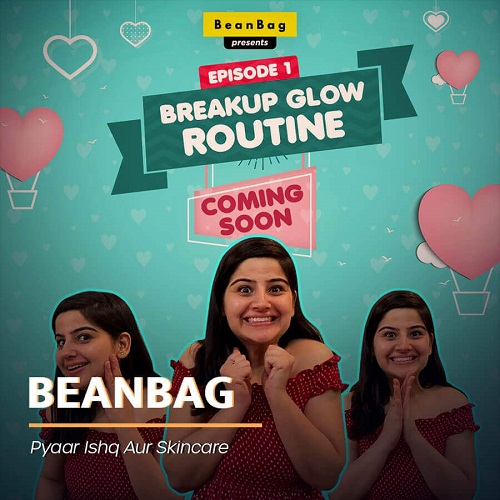 BeanBag
presents
EPISODE 1
BREAKUP GLOW
ROUTINE
COMING
SOON
BEANBAG
Pyaar Ishq Aur Skincare